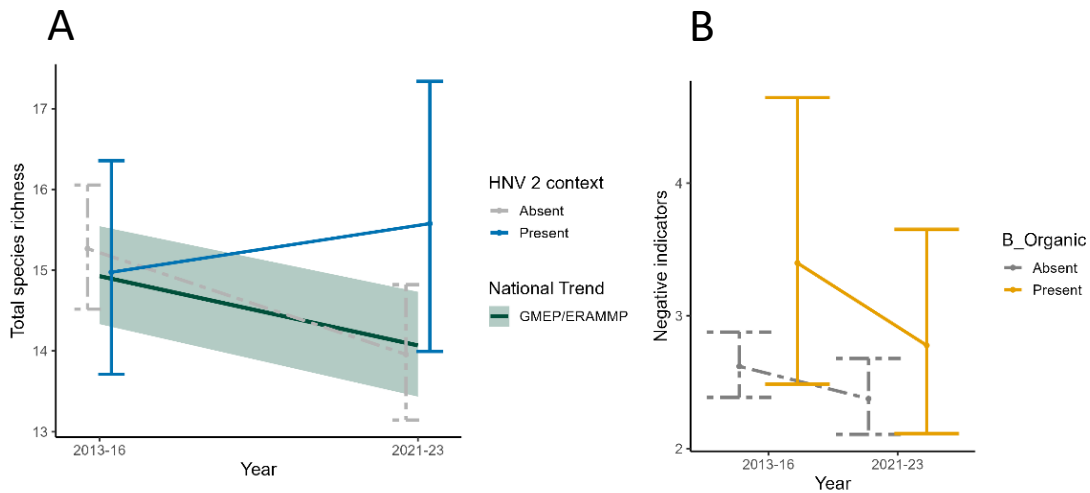 A
Total species richness
17
16
15
14
13
2013-16
2021-23
Year
HNV 2 context
Absent
Present
National Trend
GMEP/ERAMMP
B
Negative indicators
4
3
2
2013-16
2021-23
Year
B_Organic
Absent
Present